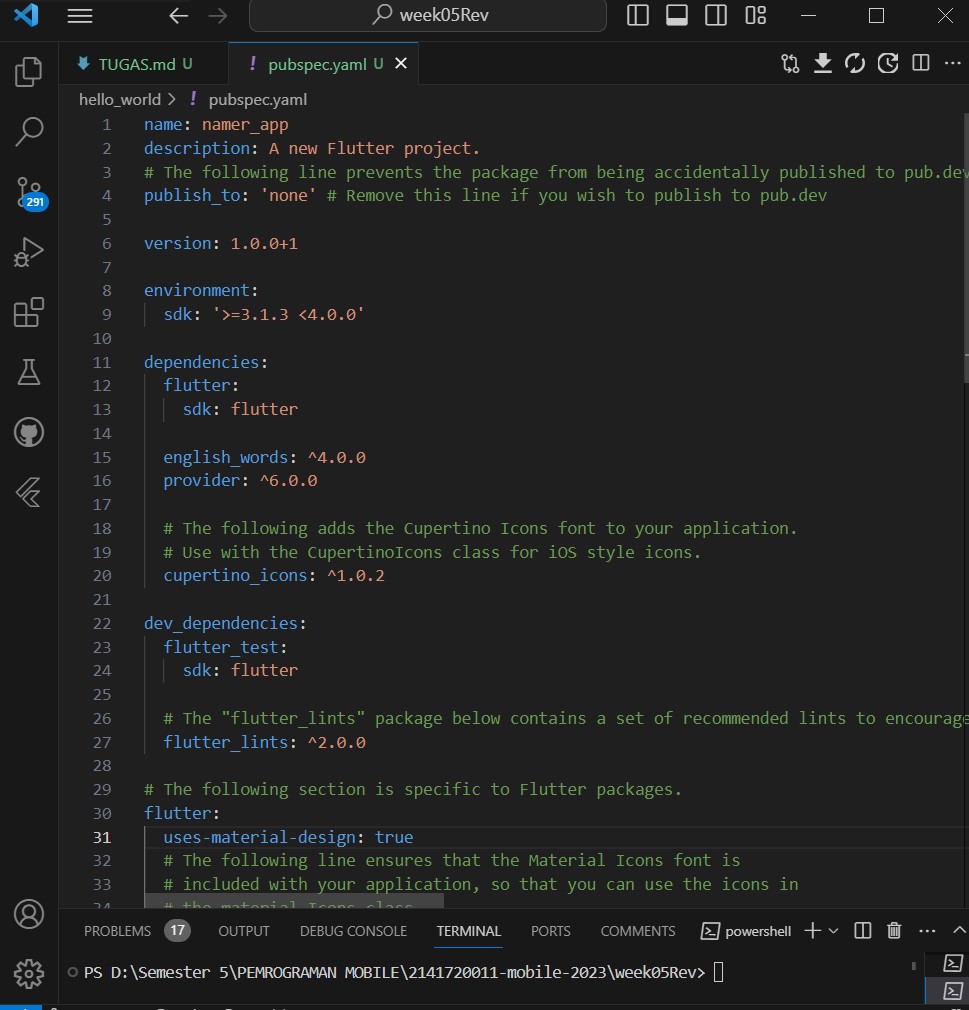 week05Rev
TUGAS.md U
! pubspec.yaml U
hello_world > ! pubspec.yaml
1 name: namer_app
2 description: A new Flutter project.
3 # The following line prevents the package from being accidentally published to pub.dev
4 publish_to: 'none' # Remove this line if you wish to publish to pub.dev
5
6 version: 1.0.0+1
7
8 environment:
9 sdk: '>=3.1.3 <4.0.0'
10
11 dependencies:
12 flutter:
13 sdk: flutter
14
15 english_words: ^4.0.0
16 provider: ^6.0.0
17
18 # The following adds the Cupertino Icons font to your application.
19 # Use with the CupertinoIcons class for iOS style icons.
20 cupertino_icons: ^1.0.2
21
22 dev_dependencies:
23 flutter_test:
24 sdk: flutter
25
26 # The "flutter_lints" package below contains a set of recommended lints to encourage
27 flutter_lints: ^2.0.0
28
29 # The following section is specific to Flutter packages.
30 flutter:
31 uses-material-design: true
32 # The following line ensures that the Material Icons font is
33 # included with your application, so that you can use the icons in
34 # the material Icons class
291
PROBLEMS 17 OUTPUT DEBUG CONSOLE TERMINAL PORTS COMMENTS powershell
PS D:\Semester 5\PEMROGRAMAN MOBILE\2141720011-mobile-2023\week05Rev>